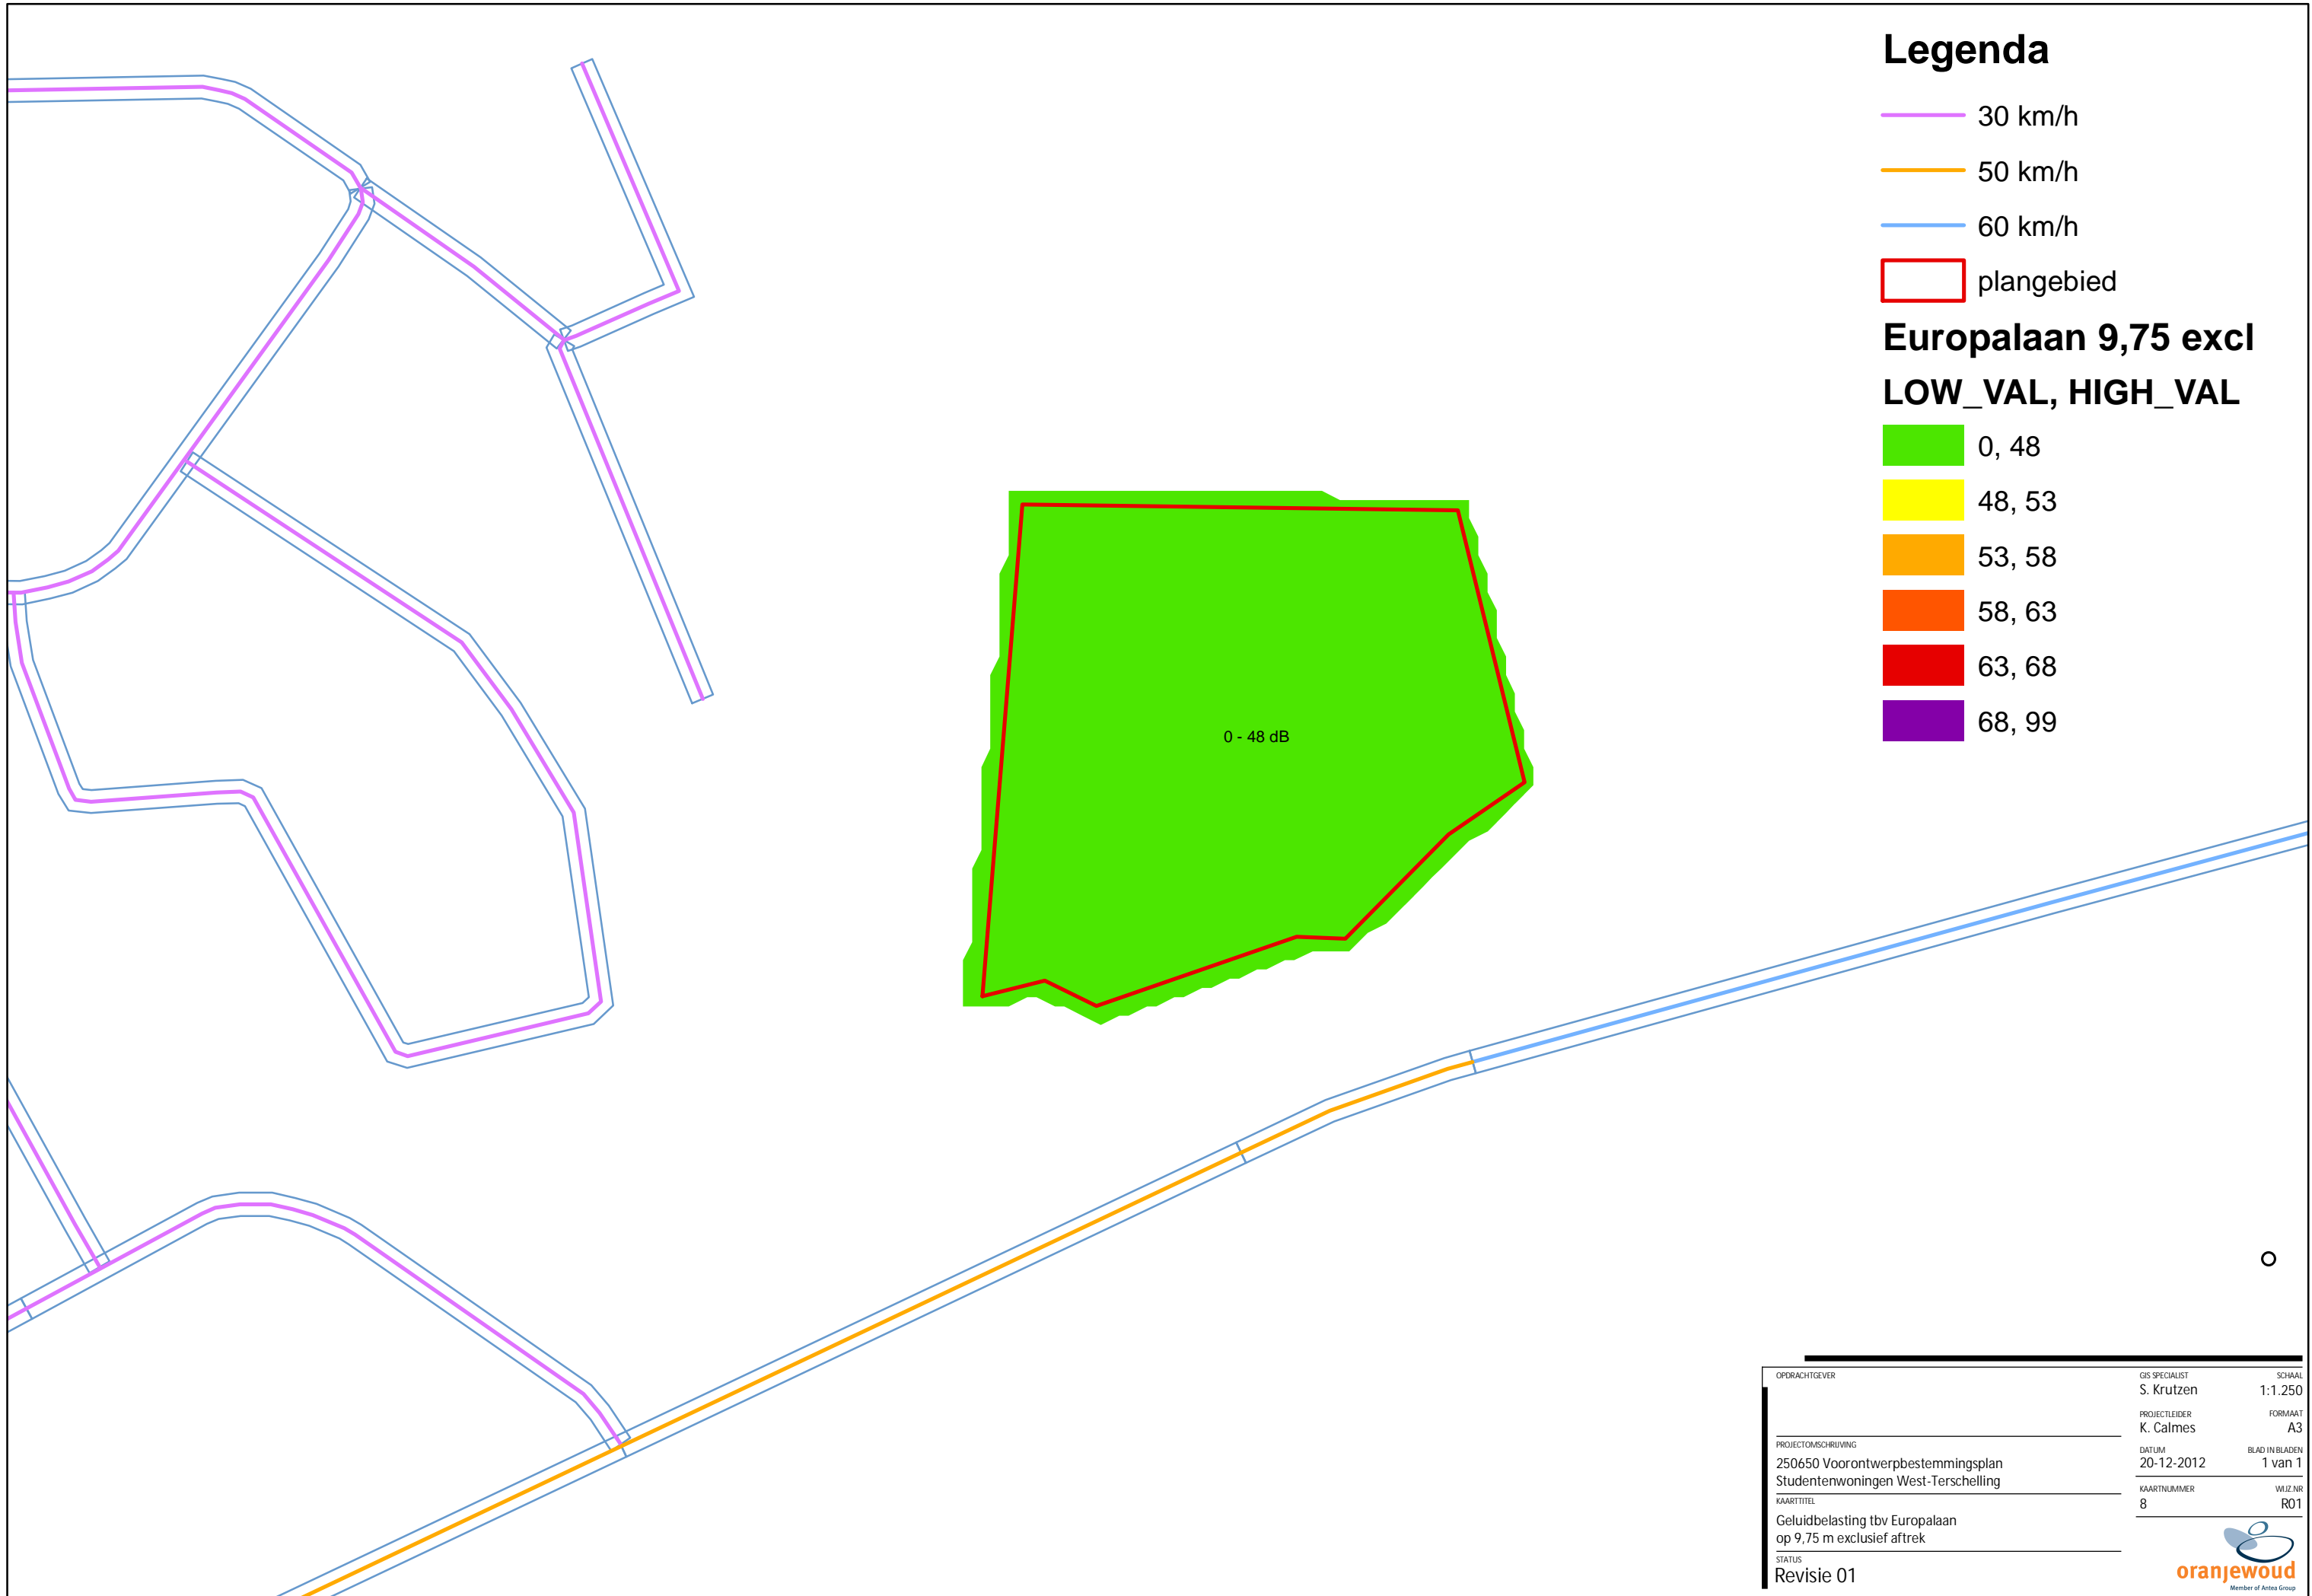 Legenda
30 km/h
50 km/h
60 km/h
plangebied
Europalaan 9,75 excl
LOW_VAL, HIGH_VAL
0, 48
48, 53
53, 58
58, 63
63, 68
68, 99
0 - 48 dB
OPDRACHTGEVER
PROJECTOMSCHRIJVING
250650 Voorontwerpbestemmingsplan
Studentenwoningen West-Terschelling
KAARTTITEL
Geluidbelasting tbv Europalaan
op 9,75 m exclusief aftrek
STATUS
Revisie 01
GIS SPECIALIST SCHAAL
S. Krutzen 1:1.250
PROJECTLEIDER FORMAAT
K. Calmes A3
DATUM BLAD IN BLADEN
20-12-2012 1 van 1
KAARTNUMMER WIJZ.NR
8 R01
oranjewoud
Member of Antea Group